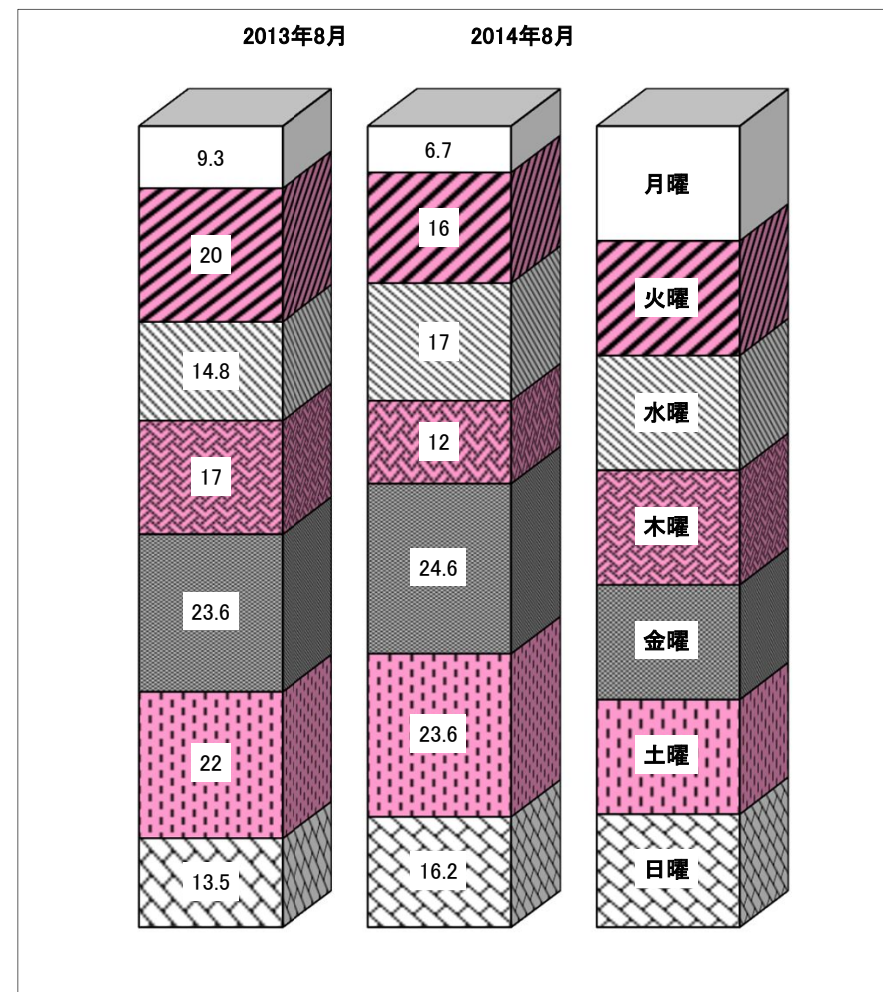 2013年8月 2014年8月
9.3 6.7 月曜
20 16 火曜
14.8 17 水曜
17 12 木曜
23.6 24.6 金曜
22 23.6 土曜
13.5 16.2 日曜